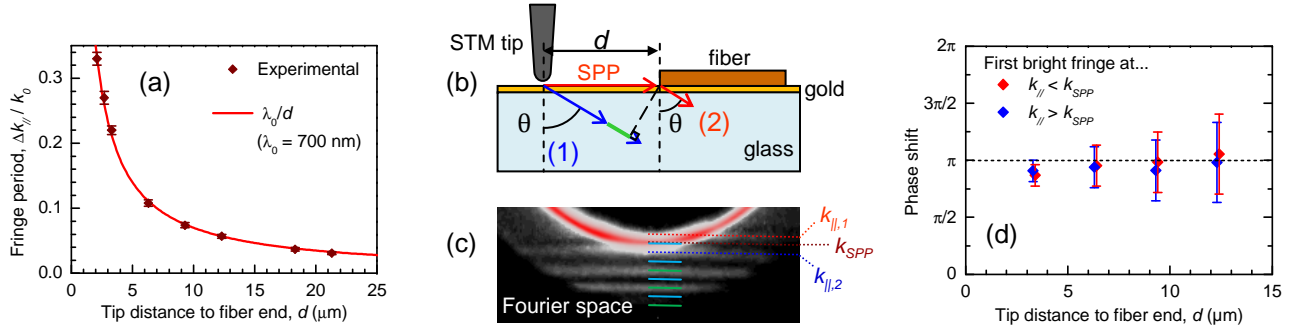 0.3
0.2
0.1
0.0
0 5 10 15 20 25
Fringe period, Δk// / k0
Tip distance to fiber end, d (μm)
(a)
Experimental
λ0/d
(λ0 = 700 nm)
STM tip
d
fiber
(b)
SPP
gold
θ
θ
(1)
(2)
glass
(c)
k||,1
kSPP
k||,2
Fourier space
2π
3π/2
π
π/2
0
0 5 10 15
Phase shift
Tip distance to fiber end, d (μm)
First bright fringe at...
k// < kSPP
k// > kSPP
(d)